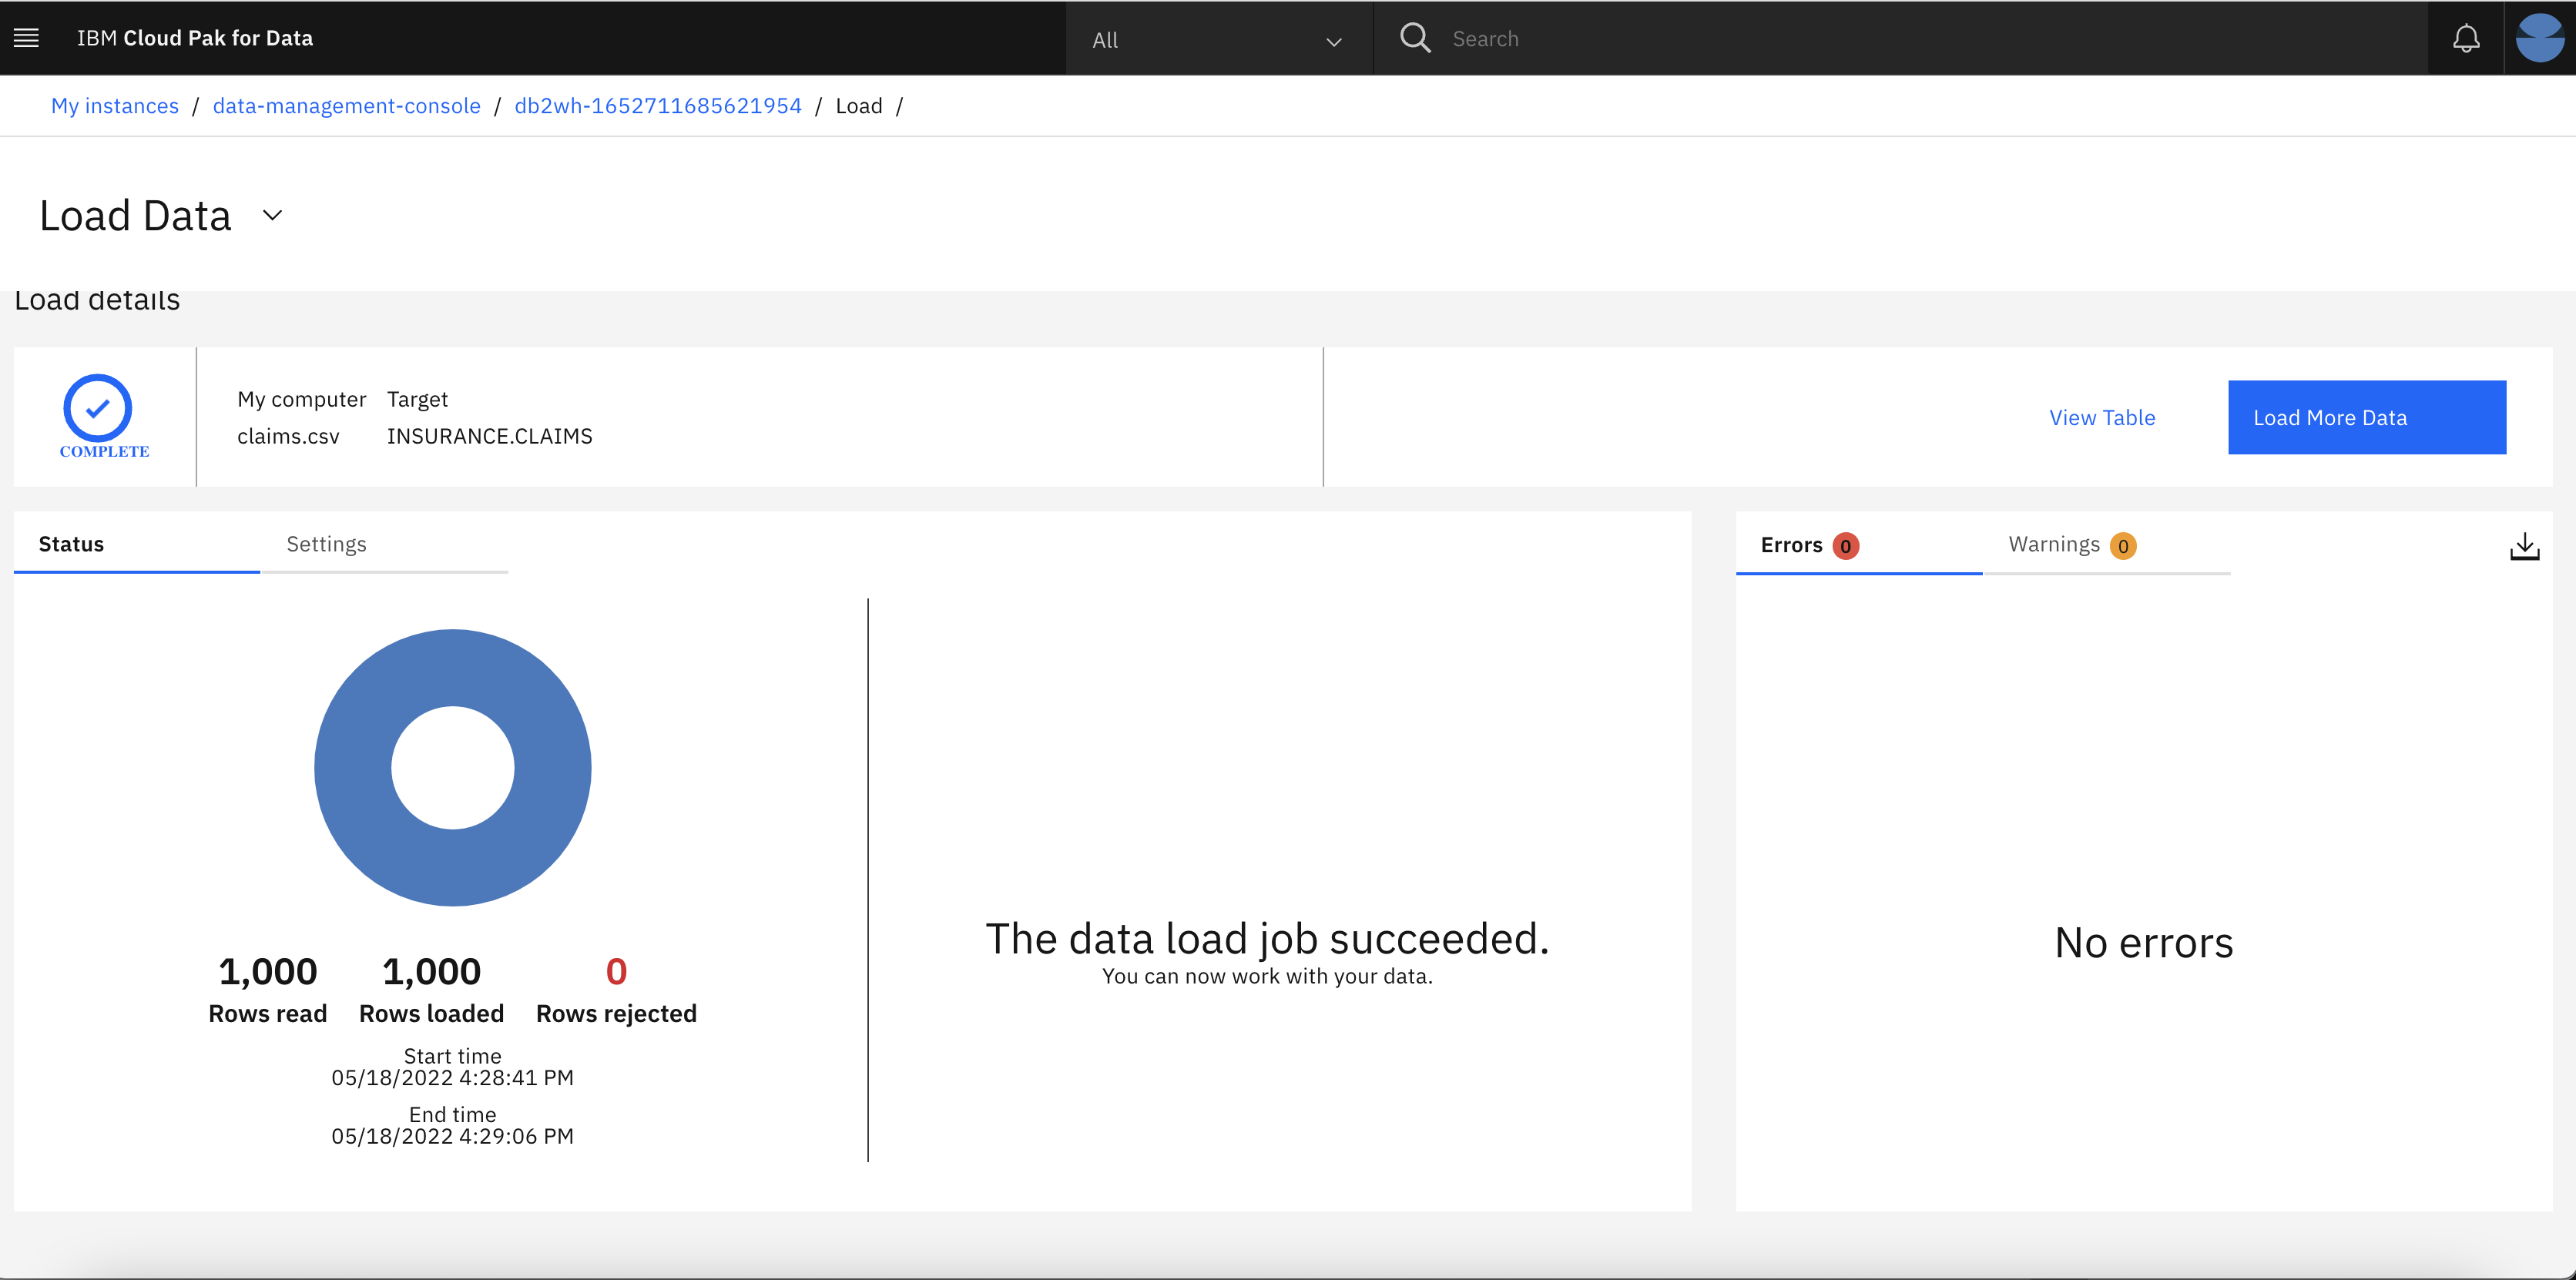 IBM Cloud Pak for Data
All
Search
My instances / data-management-console / db2wh-1652711685621954 / Load /
Load Data
Load details
COMPLETE
My computer Target
claims.csv INSURANCE.CLAIMS
View Table
Load More Data
Status Settings
Errors 0 Warnings 0
1,000 1,000 0
Rows read Rows loaded Rows rejected
Start time
05/18/2022 4:28:41 PM
End time
05/18/2022 4:29:06 PM
The data load job succeeded.
You can now work with your data.
No errors